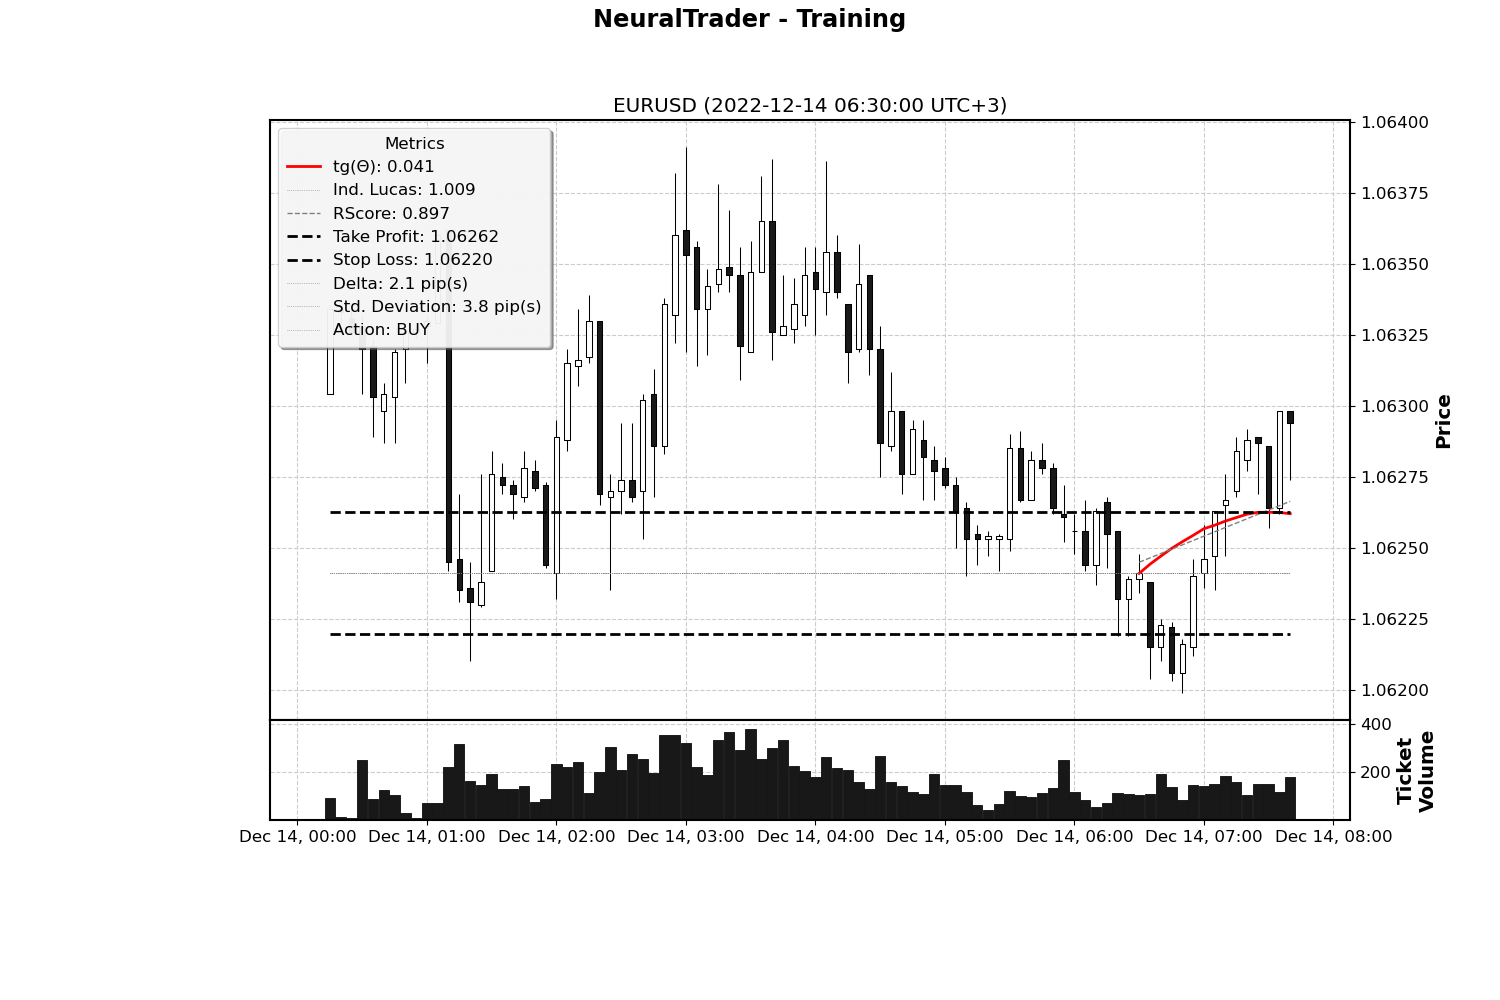 NeuralTrader - Training
EURUSD (2022-12-14 06:30:00 UTC+3)
Metrics
tg(Θ): 0.041
Ind. Lucas: 1.009
RScore: 0.897
Take Profit: 1.06262
Stop Loss: 1.06220
Delta: 2.1 pip(s)
Std. Deviation: 3.8 pip(s)
Action: BUY
1.06400
1.06375
1.06350
1.06325
1.06300
1.06275
1.06250
1.06225
1.06200
Price
400
200
Ticket
Volume
Dec 14, 00:00 Dec 14, 01:00 Dec 14, 02:00 Dec 14, 03:00 Dec 14, 04:00 Dec 14, 05:00 Dec 14, 06:00 Dec 14, 07:00 Dec 14, 08:00